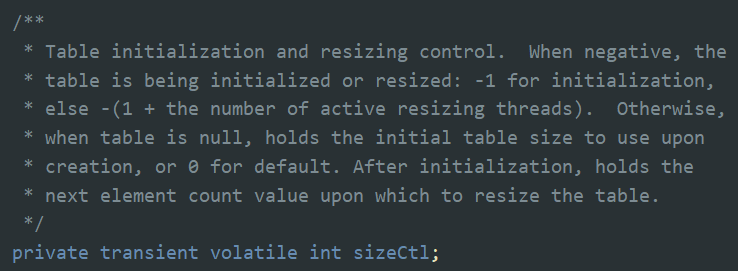 /**
 * Table initialization and resizing control.  When negative, the
 * table is being initialized or resized: -1 for initialization,
 * else -(1 + the number of active resizing threads).  Otherwise,
 * when table is null, holds the initial table size to use upon
 * creation, or 0 for default. After initialization, holds the
 * next element count value upon which to resize the table.
 */
private transient volatile int sizeCtl;